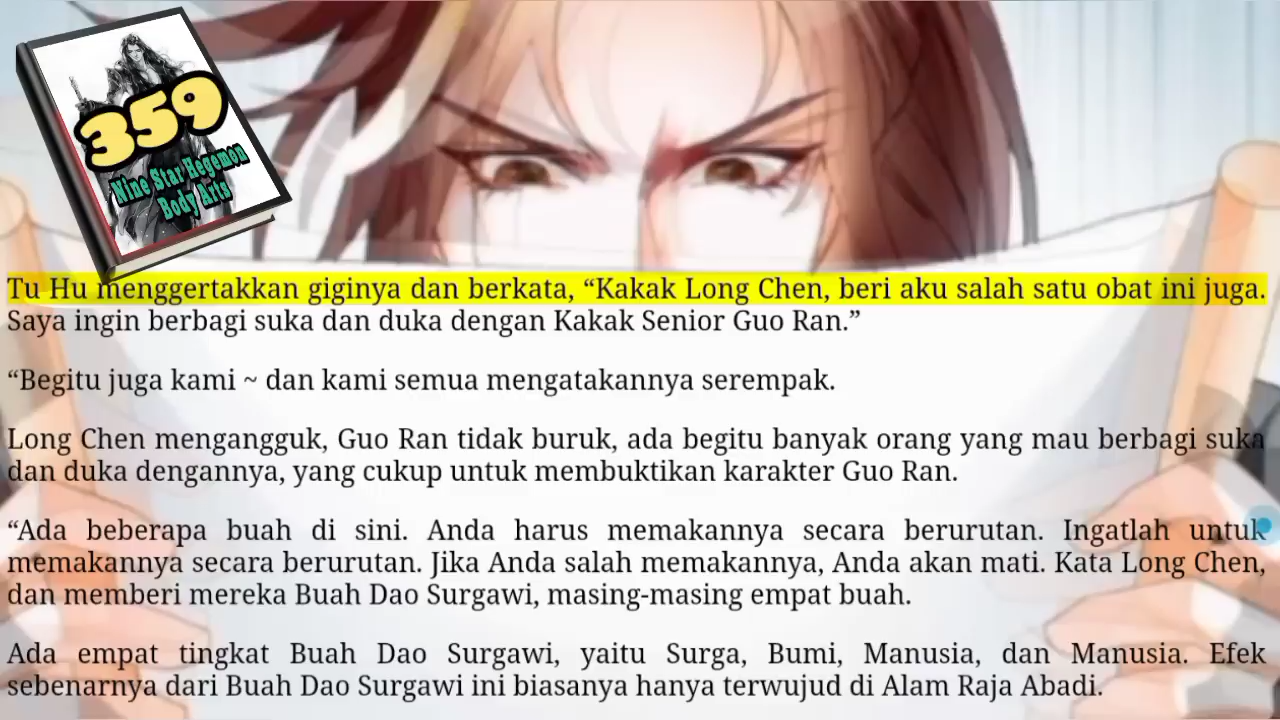 359
Nine Star Hegemon
Body Arts
Tu Hu menggertakkan giginya dan berkata, “Kakak Long Chen, beri aku salah satu obat ini juga.
Saya ingin berbagi suka dan duka dengan Kakak Senior Guo Ran.”
“Begitu juga kami ~ dan kami semua mengatakannya serempak.
Long Chen mengangguk, Guo Ran tidak buruk, ada begitu banyak orang yang mau berbagi suka
dan duka dengannya, yang cukup untuk membuktikan karakter Guo Ran.
“Ada beberapa buah di sini. Anda harus memakannya secara berurutan. Ingatlah untuk
memakannya secara berurutan. Jika Anda salah memakannya, Anda akan mati. Kata Long Chen,
dan memberi mereka Buah Dao Surgawi, masing-masing empat buah.
Ada empat tingkat Buah Dao Surgawi, yaitu Surga, Bumi, Manusia, dan Manusia. Efek
sebenarnya dari Buah Dao Surgawi ini biasanya hanya terwujud di Alam Raja Abadi.